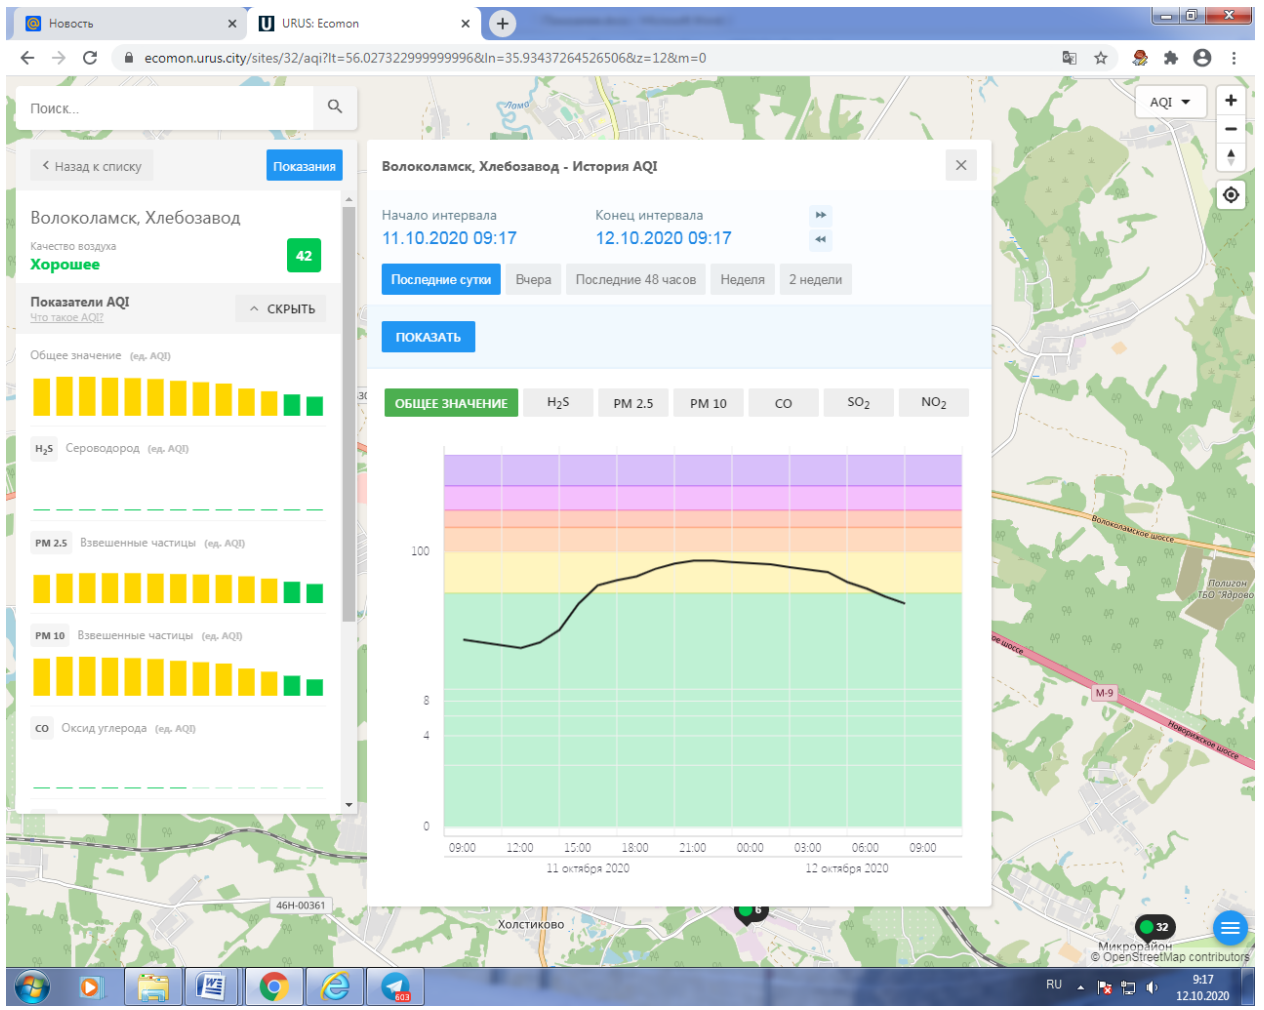 Новость
URUS: Ecomon
ecomon.urus.city/sites/32/aqi?lt=56.027322999999996&ln=35.934372645265066&z=12&m=0
Поиск...
AQI
Назад к списку
Показания
Волоколамск, Хлебозавод
Качество воздуха
Хорошее
42
Показатели AQI
Что такое AQI?
СКРЫТЬ
Общее значение (ед. AQI)
H₂S Сероводород (ед. AQI)
PM 2.5 Взвешенные частицы (ед. AQI)
PM 10 Взвешенные частицы (ед. AQI)
CO Оксид углерода (ед. AQI)
Волоколамск, Хлебозавод - История AQI
Начало интервала
11.10.2020 09:17
Конец интервала
12.10.2020 09:17
Последние сутки
Вчера
Последние 48 часов
Неделя
2 недели
ПОКАЗАТЬ
ОБЩЕЕ ЗНАЧЕНИЕ
H₂S
PM 2.5
PM 10
CO
SO₂
NO₂
100
8
4
0
09:00 12:00 15:00 18:00 21:00 00:00 03:00 06:00 09:00
11 октября 2020
12 октября 2020
Лама
Волоколамское шоссе
Полигон
ТБО "Ядрово
ое шоссе
М-9
Новорижское шоссе
46Н-00361
Холстиково
6
32
Микрорайон
© OpenStreetMap contributors
603
RU
9:17
12.10.2020